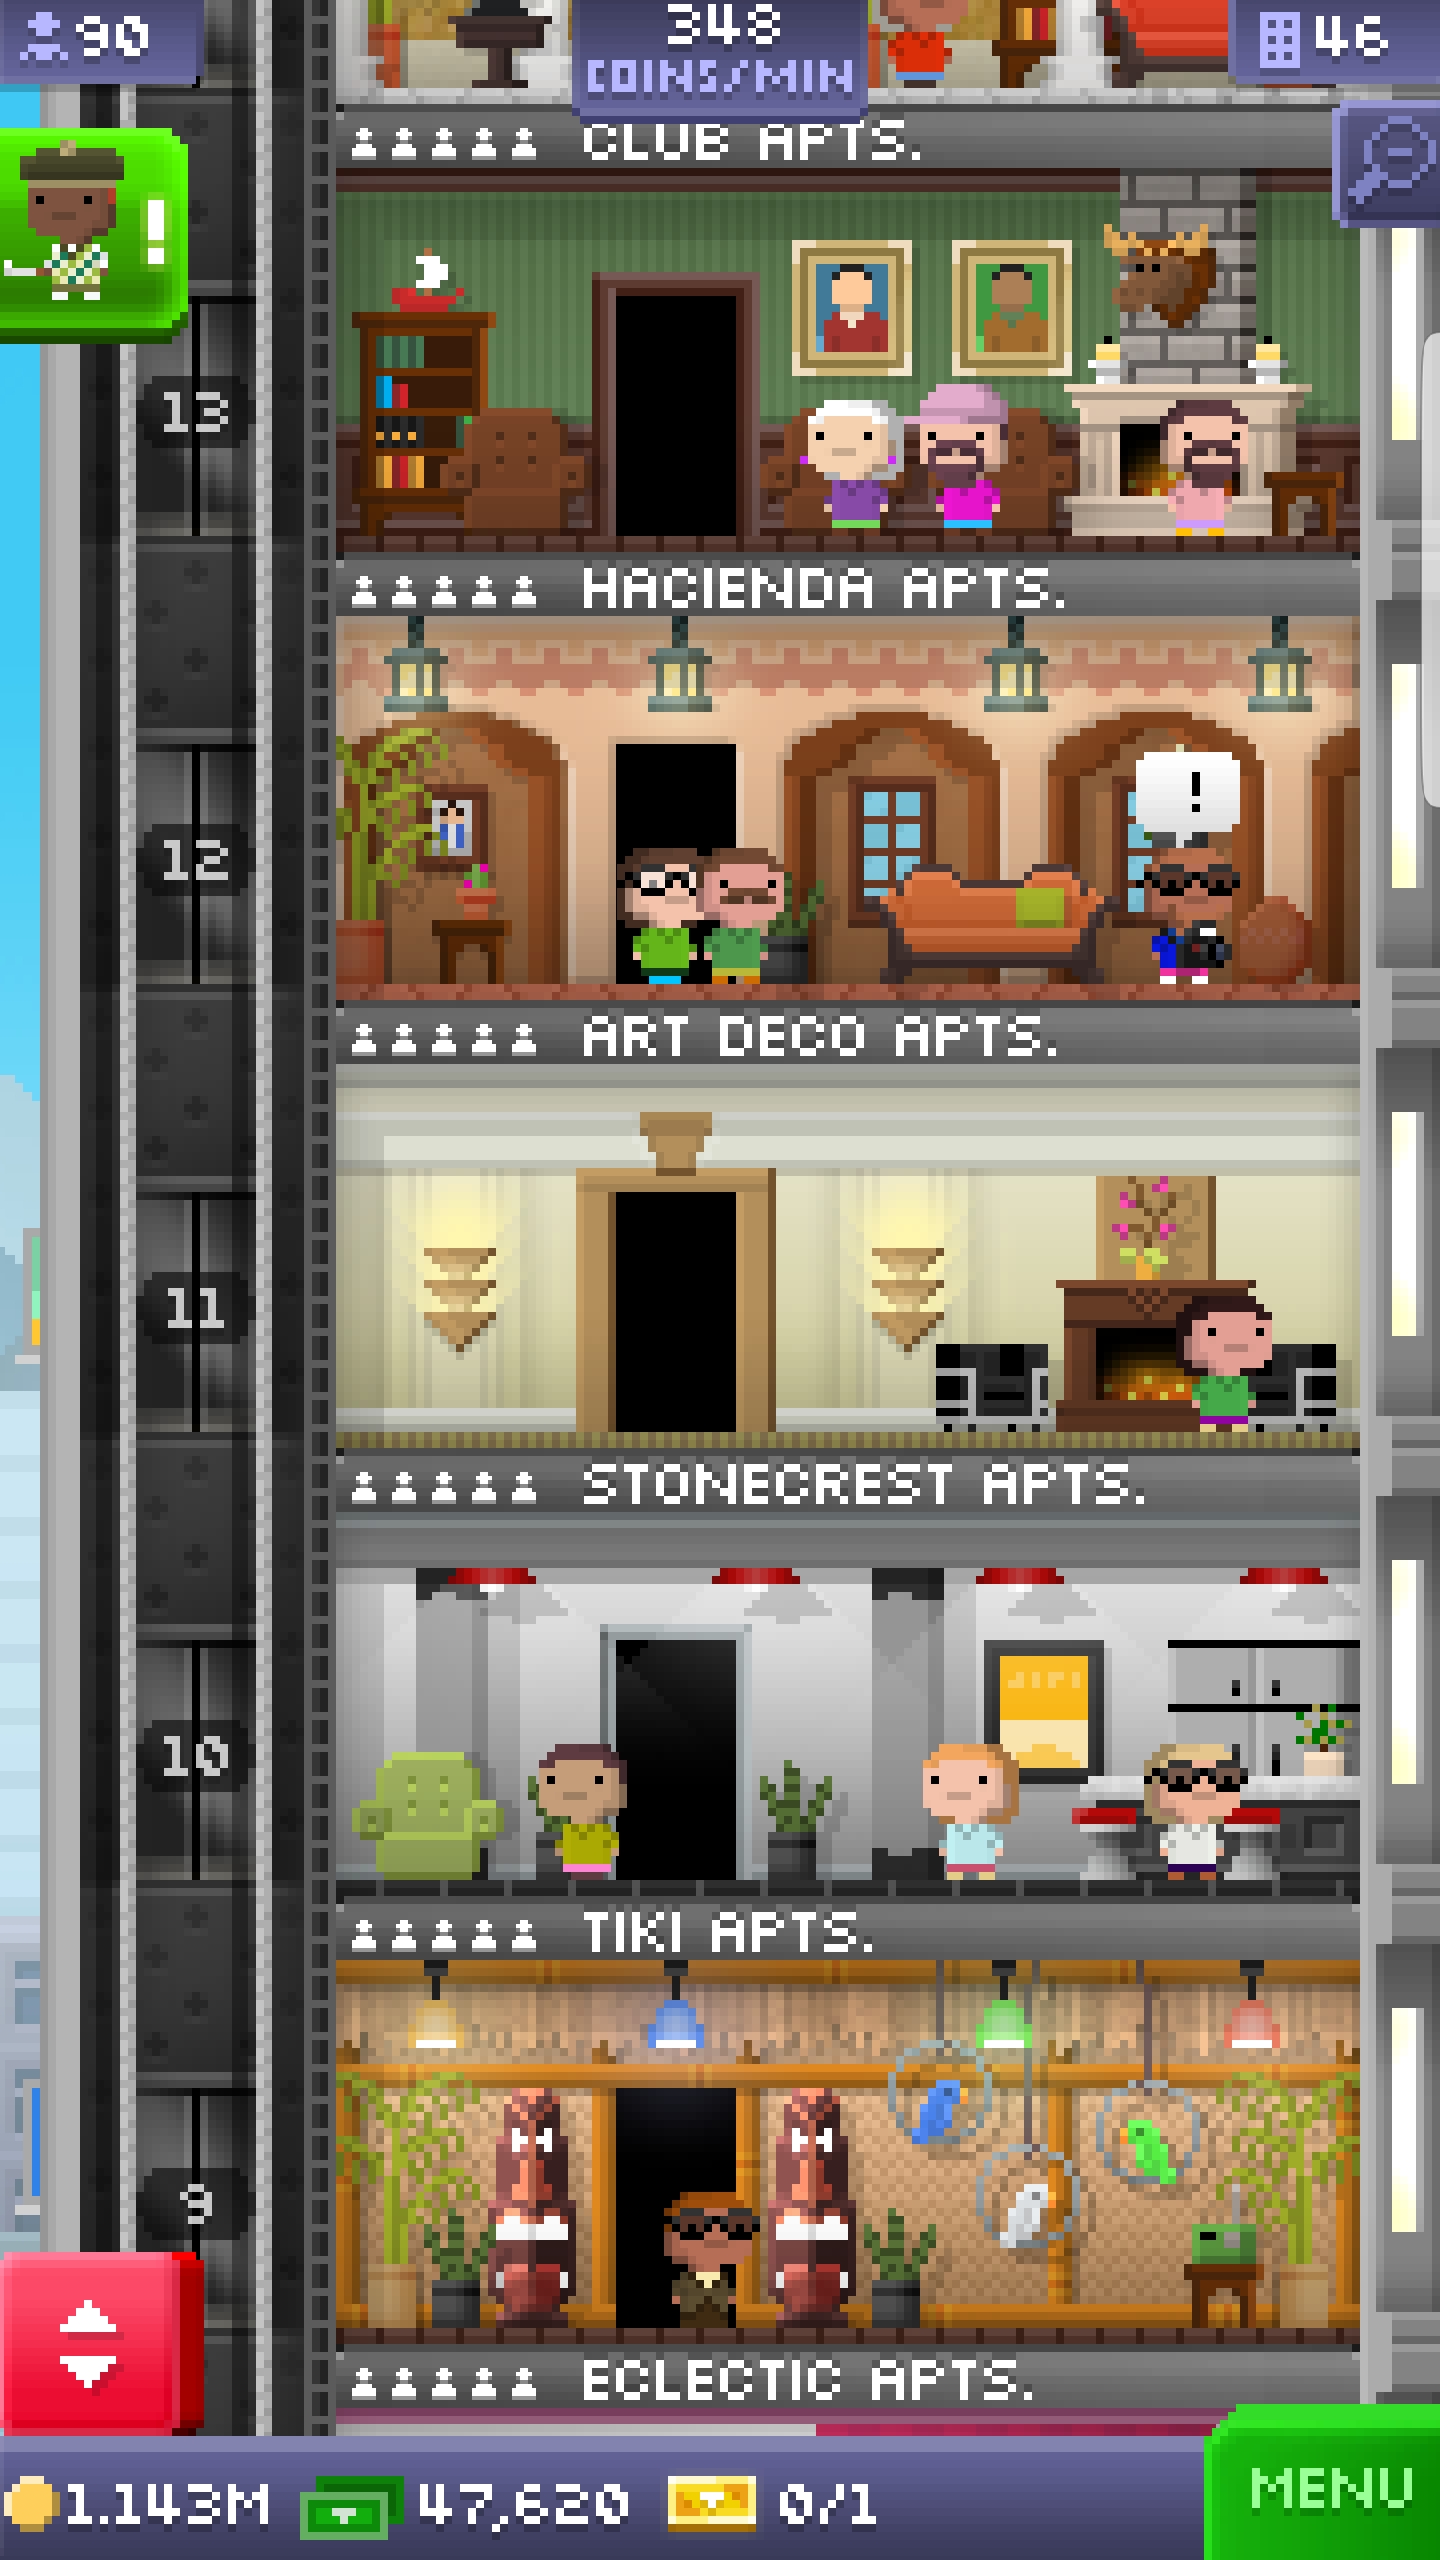 90
348
COINS/MIN
46
CLUB APTS.
!
13
HACIENDA APTS.
12
!
ART DECO APTS.
11
STONECREST APTS.
10
TIKI APTS.
9
ECLECTIC APTS.
1.143M
47,620
0/1
MENU